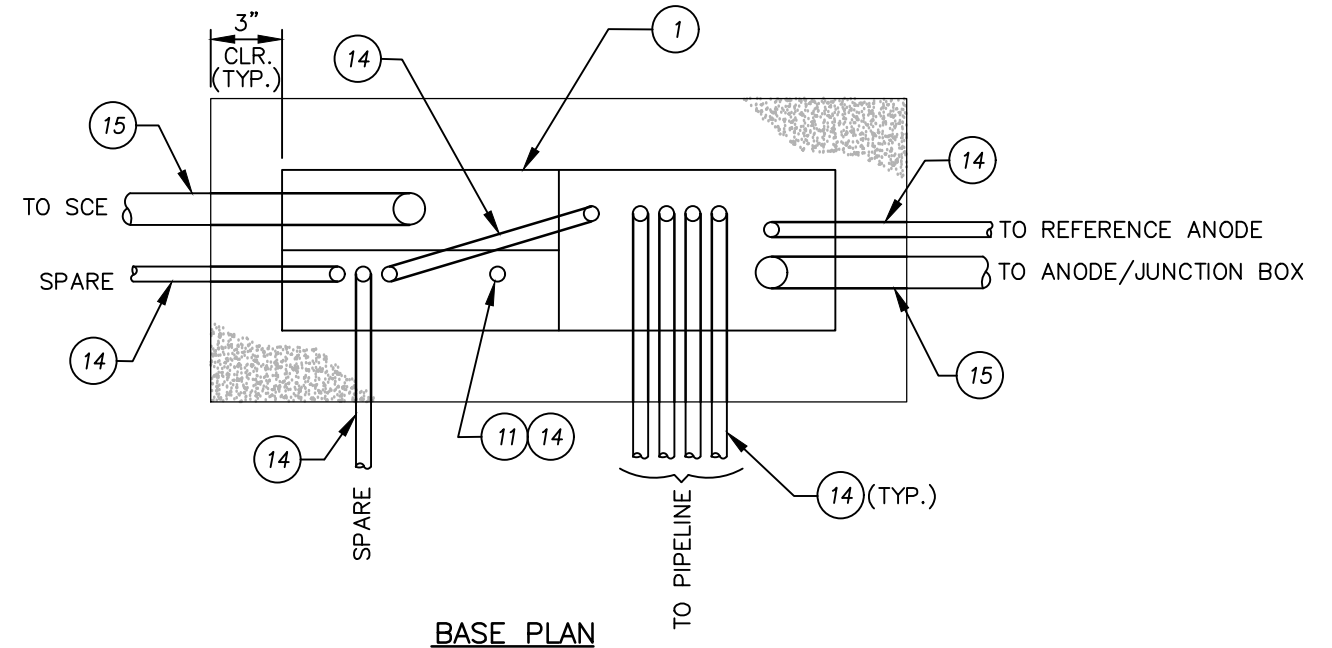 3"
CLR.
(TYP.)
14
1
15
14
TO SCE
14
TO REFERENCE ANODE
SPARE
TO ANODE/JUNCTION BOX
14
15
14
11 14
14 (TYP.)
SPARE
TO PIPELINE
BASE PLAN